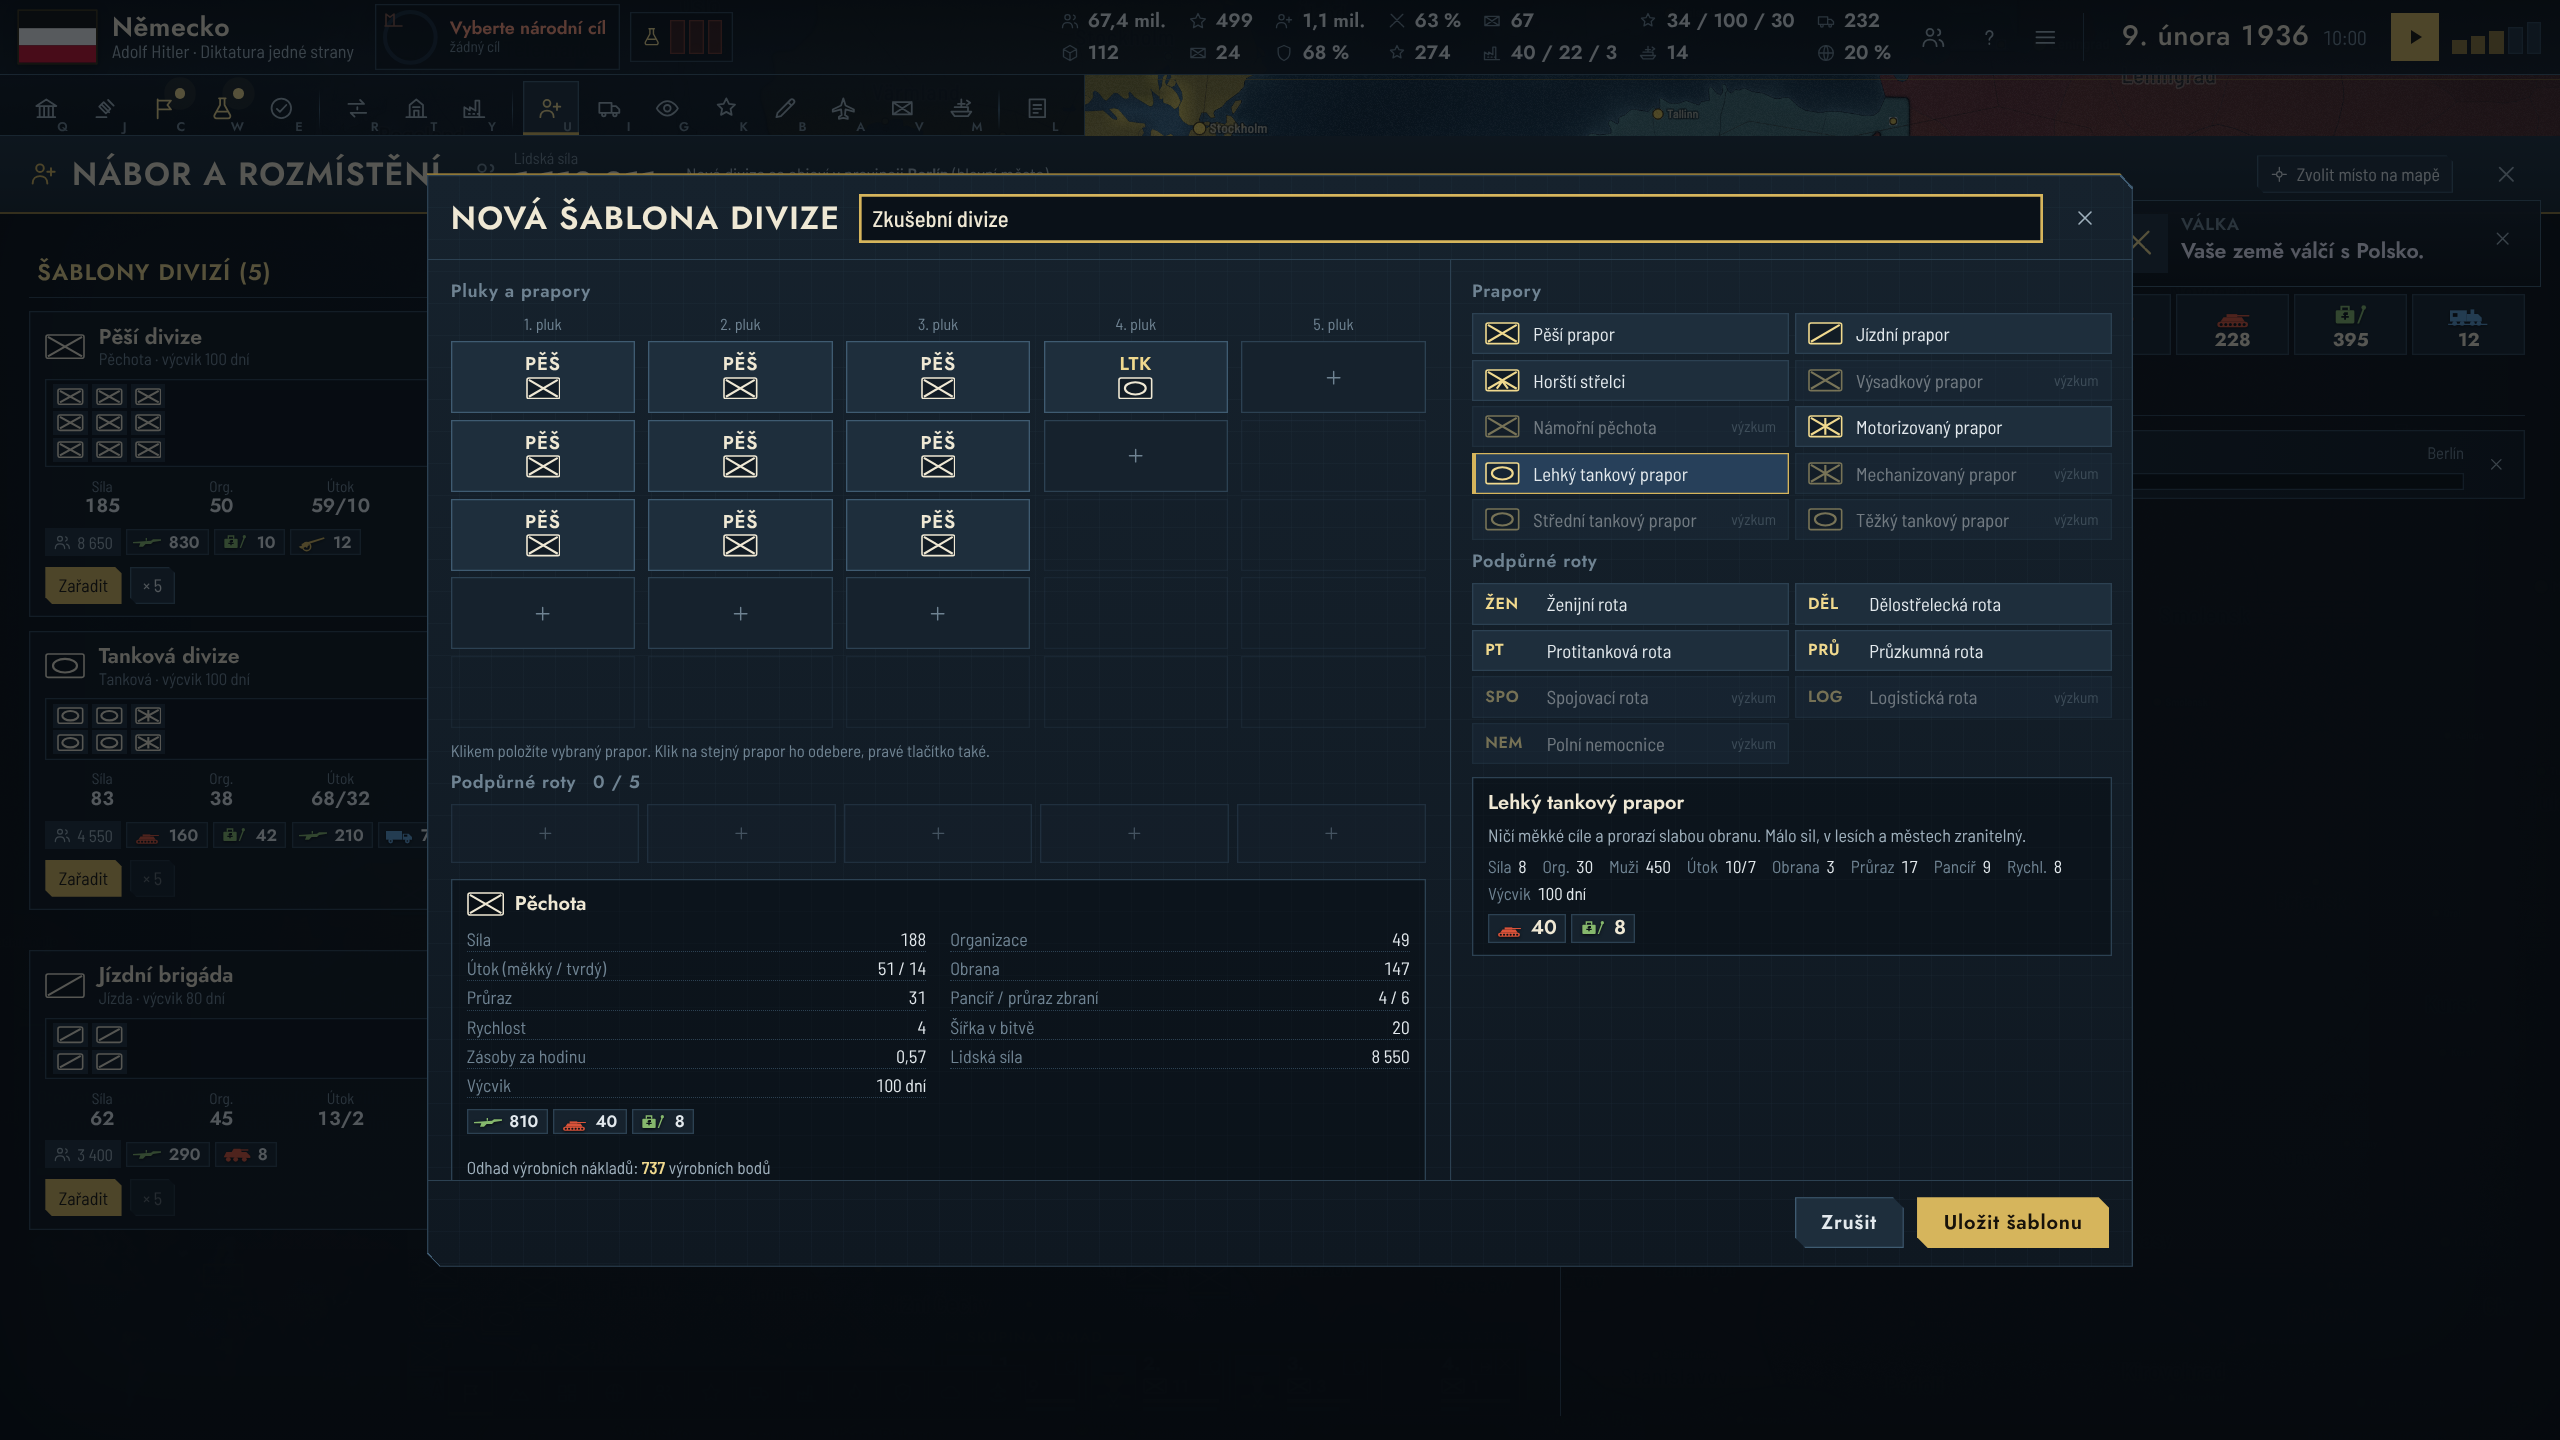 Německo
Adolf Hitler · Diktatura jedné strany
Vyberte národní cíl
žádný cíl
67,4 mil. 499 1,1 mil. 63 % 67 34 / 100 / 30 232
112 24 68 % 274 40 / 22 / 3 14 20 %
9. února 1936 10:00
Q J C W E R T Y U I G K B A V M L
Stockholm
Tallinn
Leningrad
NÁBOR A ROZMÍSTĚNÍ
Lidská síla
Zvolit místo na mapě
ŠABLONY DIVIZÍ (5)
Pěší divize
Pěchota · výcvik 100 dní
Síla Org. Útok
185 50 59/10
8 650 830 10 12
Zařadit × 5
Tanková divize
Tanková · výcvik 100 dní
Síla Org. Útok
83 38 68/32
4 550 160 42 210 7
Zařadit × 5
Jízdní brigáda
Jízda · výcvik 80 dní
Síla Org. Útok
62 45 13/2
3 400 290 8
Zařadit × 5
NOVÁ ŠABLONA DIVIZE
Zkušební divize
Pluky a prapory
1. pluk 2. pluk 3. pluk 4. pluk 5. pluk
PĚŠ PĚŠ PĚŠ LTK +
PĚŠ PĚŠ PĚŠ +
PĚŠ PĚŠ PĚŠ
+ + +
Klikem položíte vybraný prapor. Klik na stejný prapor ho odebere, pravé tlačítko také.
Podpůrné roty 0 / 5
+ + + + +
Pěchota
Síla 188 Organizace 49
Útok (měkký / tvrdý) 51 / 14 Obrana 147
Průraz 31 Pancíř / průraz zbraní 4 / 6
Rychlost 4 Šířka v bitvě 20
Zásoby za hodinu 0,57 Lidská síla 8 550
Výcvik 100 dní
810 40 8
Odhad výrobních nákladů: 737 výrobních bodů
Prapory
Pěší prapor Jízdní prapor
Horští střelci Výsadkový prapor výzkum
Námořní pěchota výzkum Motorizovaný prapor
Lehký tankový prapor Mechanizovaný prapor výzkum
Střední tankový prapor výzkum Těžký tankový prapor výzkum
Podpůrné roty
ŽEN Ženijní rota DĚL Dělostřelecká rota
PT Protitanková rota PRŮ Průzkumná rota
SPO Spojovací rota výzkum LOG Logistická rota výzkum
NEM Polní nemocnice výzkum
Lehký tankový prapor
Ničí měkké cíle a prorazí slabou obranu. Málo sil, v lesích a městech zranitelný.
Síla 8 Org. 30 Muži 450 Útok 10/7 Obrana 3 Průraz 17 Pancíř 9 Rychl. 8
Výcvik 100 dní
40 8
Zrušit Uložit šablonu
VÁLKA
Vaše země válčí s Polsko.
228 395 12
Berlín